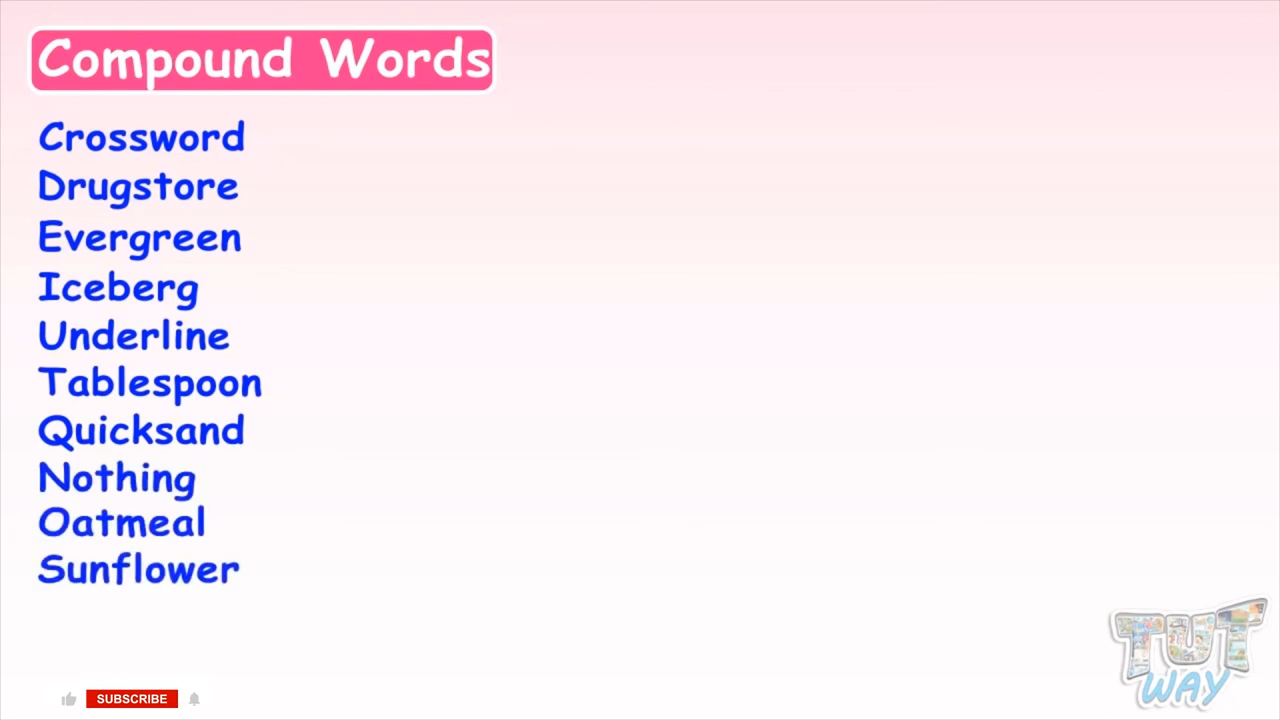 Compound Words
Crossword
Drugstore
Evergreen
Iceberg
Underline
Tablespoon
Quicksand
Nothing
Oatmeal
Sunflower
TUT
WAY
SUBSCRIBE